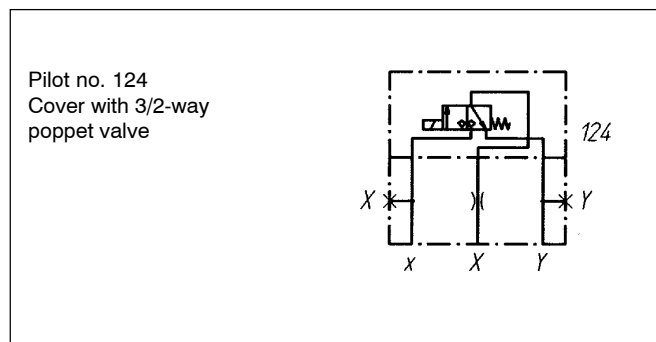 Pilot no. 124
Cover with 3/2-way
poppet valve
124
X Y
x X Y